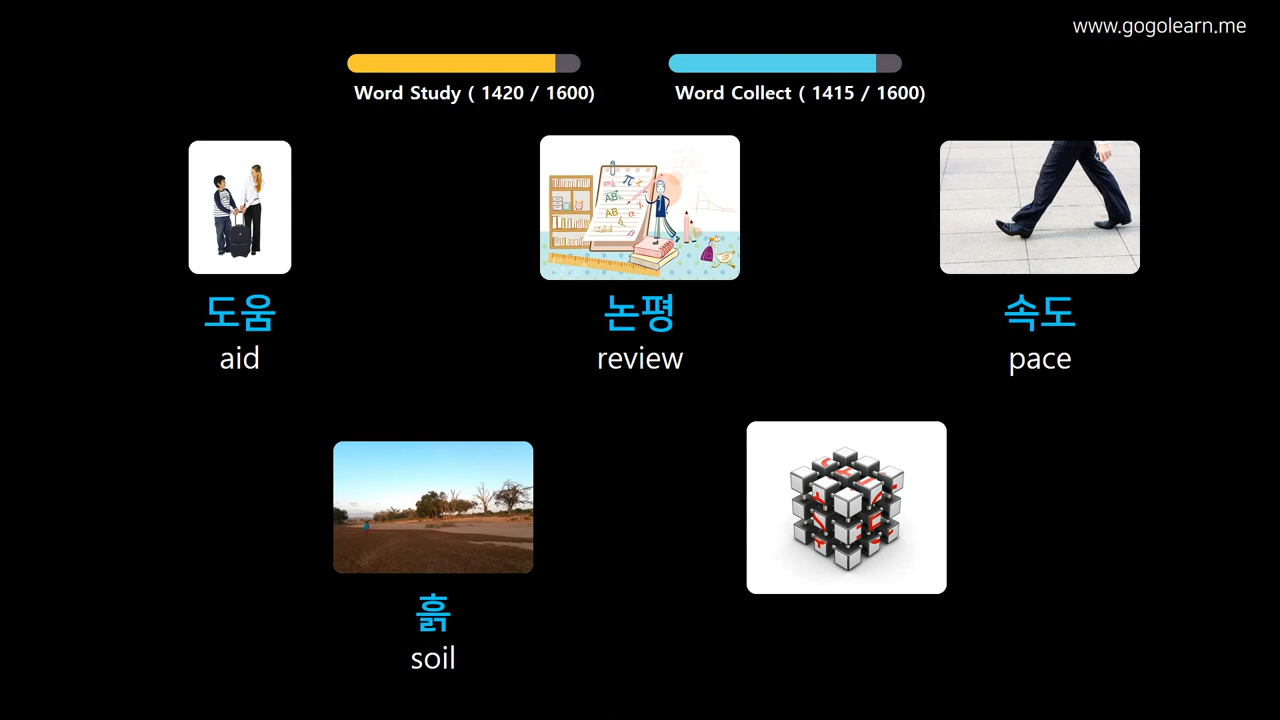 www.gogolearn.me
Word Study ( 1420 / 1600)
Word Collect ( 1415 / 1600)
도움
aid
논평
review
속도
pace
흙
soil